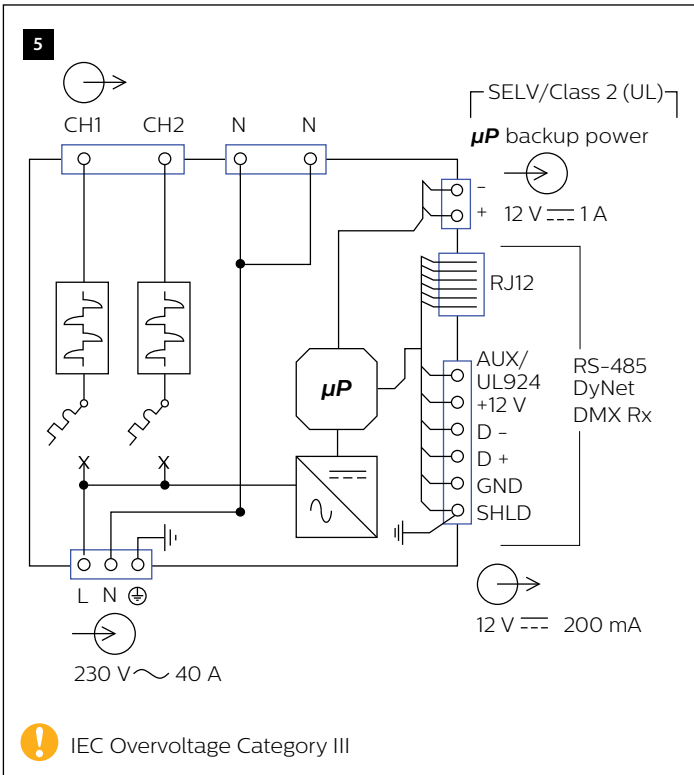 5
SELV/Class 2 (UL)
CH1 CH2 N N
µP backup power
-
+ 12 V ⎓ 1 A
RJ12
µP
AUX/
UL924
+12 V
D -
D +
GND
SHLD
RS-485
DyNet
DMX Rx
L N
12 V ⎓ 200 mA
230 V ~ 40 A
! IEC Overvoltage Category III